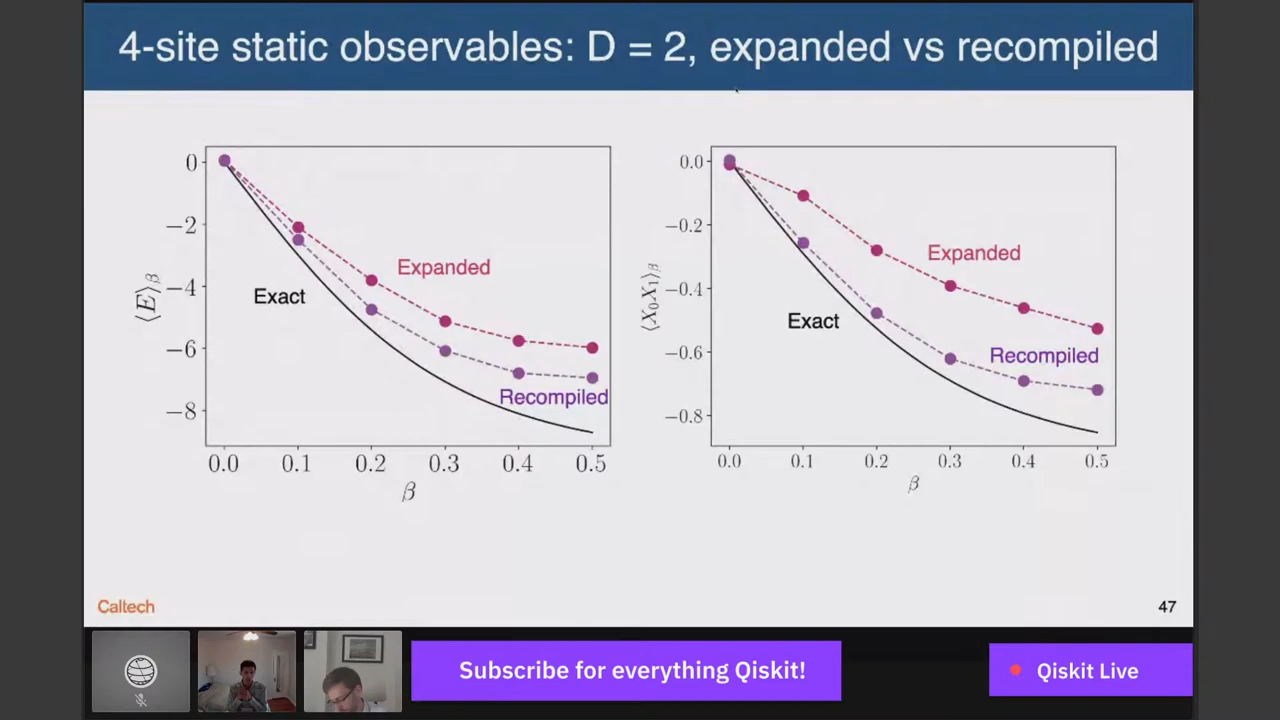 4-site static observables: D = 2, expanded vs recompiled
0
−2
−4
−6
−8
⟨E⟩β
Expanded
Exact
Recompiled
0.0 0.1 0.2 0.3 0.4 0.5
β
0.0
−0.2
−0.4
−0.6
−0.8
⟨X₀X₁⟩β
Expanded
Exact
Recompiled
0.0 0.1 0.2 0.3 0.4 0.5
β
Caltech
47
Subscribe for everything Qiskit!
Qiskit Live